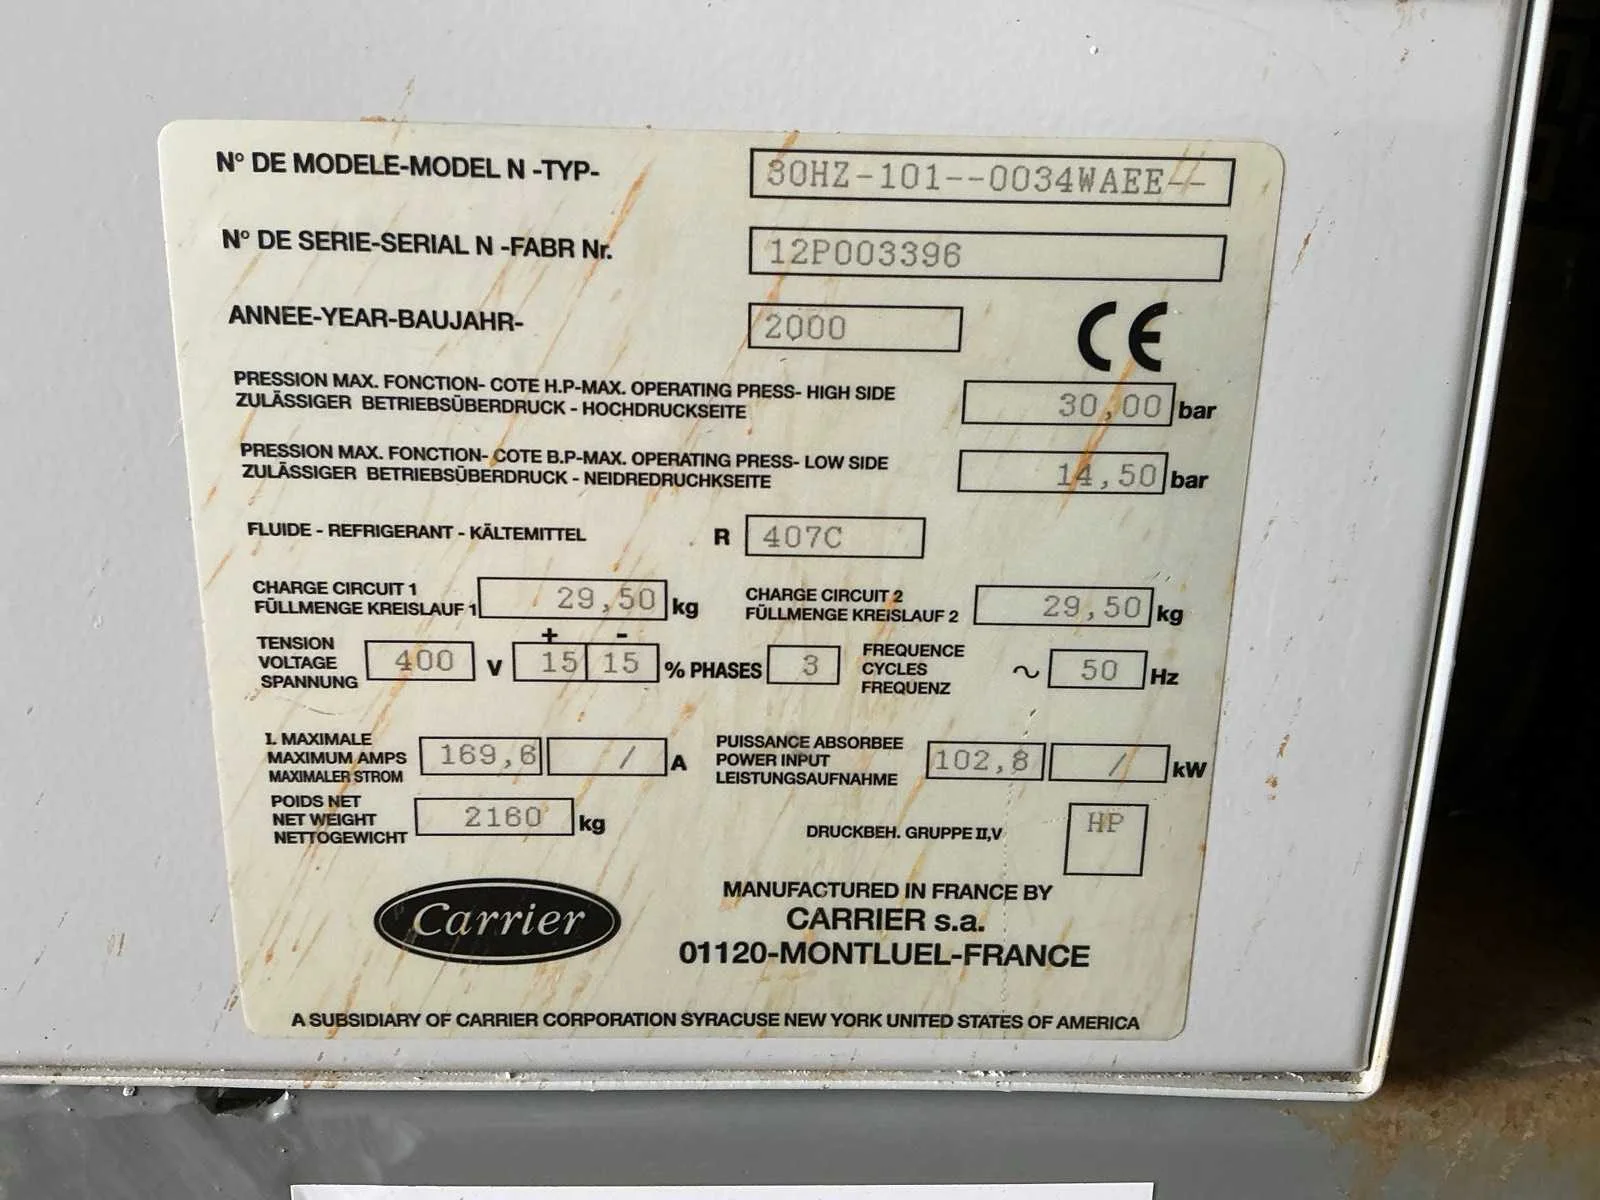 N° DE MODELE-MODEL N -TYP- 30HZ-101--0034WAEE--
N° DE SERIE-SERIAL N -FABR Nr. 12P003396
ANNEE-YEAR-BAUJAHR- 2000 CE
PRESSION MAX. FONCTION- COTE H.P-MAX. OPERATING PRESS- HIGH SIDE
ZULÄSSIGER BETRIEBSÜBERDRUCK - HOCHDRUCKSEITE 30,00 bar
PRESSION MAX. FONCTION- COTE B.P-MAX. OPERATING PRESS- LOW SIDE
ZULÄSSIGER BETRIEBSÜBERDRUCK - NEIDREDRUCHKSEITE 14,50 bar
FLUIDE - REFRIGERANT - KÄLTEMITTEL R 407C
CHARGE CIRCUIT 1
FÜLLMENGE KREISLAUF 1 29,50 kg
CHARGE CIRCUIT 2
FÜLLMENGE KREISLAUF 2 29,50 kg
TENSION
VOLTAGE
SPANNUNG
400 V
+ -
15 15 % PHASES 3
FREQUENCE
CYCLES
FREQUENZ
~ 50 Hz
I. MAXIMALE
MAXIMUM AMPS
MAXIMALER STROM
169,6 / A
PUISSANCE ABSORBEE
POWER INPUT
LEISTUNGSAUFNAHME
102,8 / kW
POIDS NET
NET WEIGHT
NETTOGEWICHT
2160 kg
DRUCKBEH. GRUPPE II,V HP
Carrier
MANUFACTURED IN FRANCE BY
CARRIER s.a.
01120-MONTLUEL-FRANCE
A SUBSIDIARY OF CARRIER CORPORATION SYRACUSE NEW YORK UNITED STATES OF AMERICA